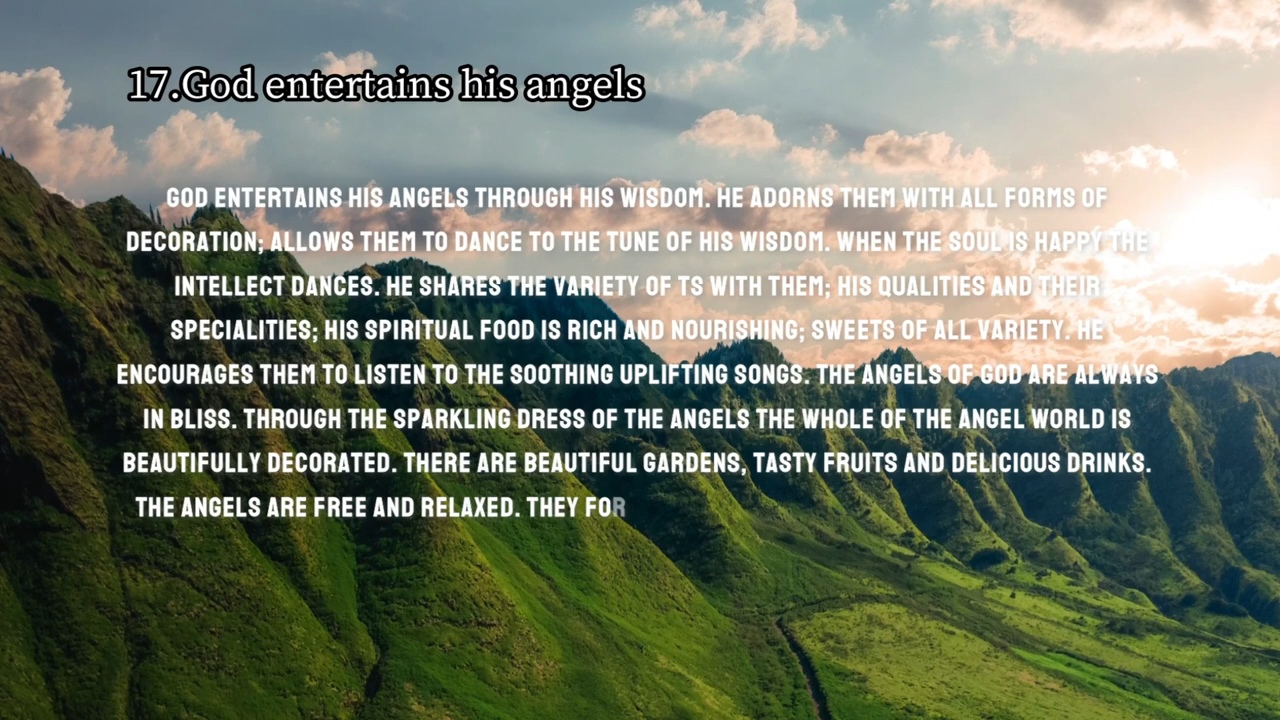 17.God entertains his angels
GOD ENTERTAINS HIS ANGELS THROUGH HIS WISDOM. HE ADORNS THEM WITH ALL FORMS OF
DECORATION; ALLOWS THEM TO DANCE TO THE TUNE OF HIS WISDOM. WHEN THE SOUL IS HAPPY THE
INTELLECT DANCES. HE SHARES THE VARIETY OF TS WITH THEM; HIS QUALITIES AND THEIR
SPECIALITIES; HIS SPIRITUAL FOOD IS RICH AND NOURISHING; SWEETS OF ALL VARIETY. HE
ENCOURAGES THEM TO LISTEN TO THE SOOTHING UPLIFTING SONGS. THE ANGELS OF GOD ARE ALWAYS
IN BLISS. THROUGH THE SPARKLING DRESS OF THE ANGELS THE WHOLE OF THE ANGEL WORLD IS
BEAUTIFULLY DECORATED. THERE ARE BEAUTIFUL GARDENS, TASTY FRUITS AND DELICIOUS DRINKS.
THE ANGELS ARE FREE AND RELAXED. THEY FOR